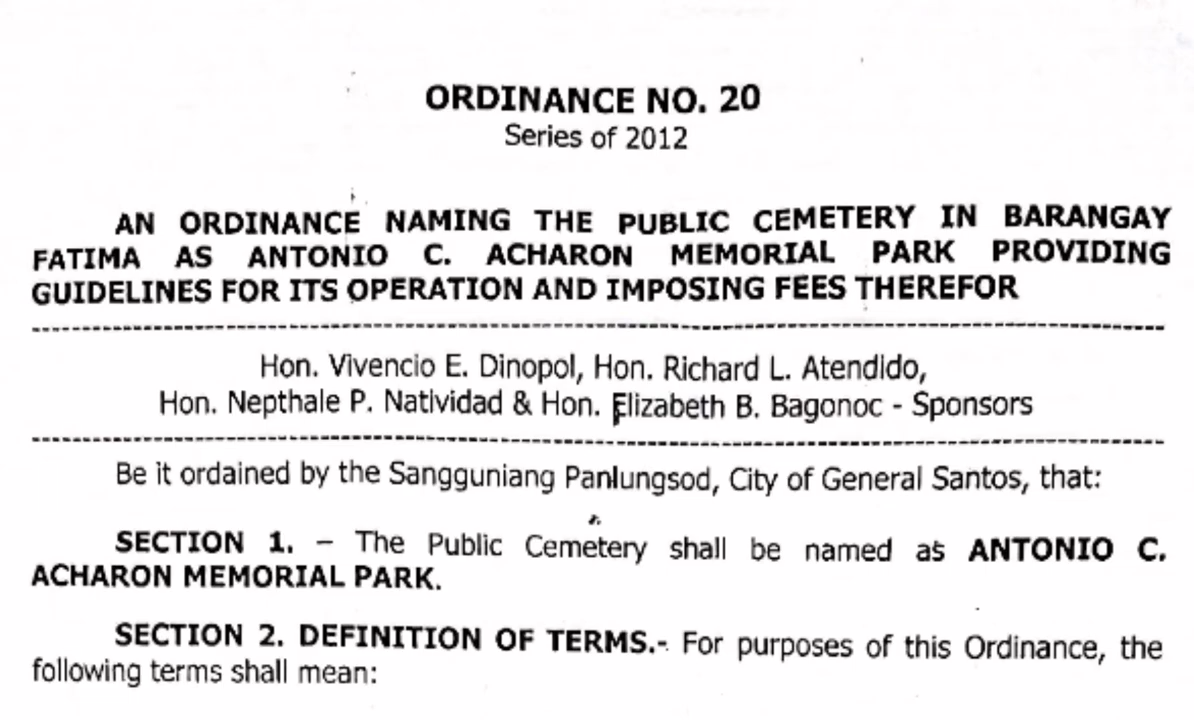 ORDINANCE NO. 20
Series of 2012
AN ORDINANCE NAMING THE PUBLIC CEMETERY IN BARANGAY
FATIMA AS ANTONIO C. ACHARON MEMORIAL PARK PROVIDING
GUIDELINES FOR ITS OPERATION AND IMPOSING FEES THEREFOR
Hon. Vivencio E. Dinopol, Hon. Richard L. Atendido,
Hon. Nepthale P. Natividad & Hon. Elizabeth B. Bagonoc - Sponsors
Be it ordained by the Sangguniang Panlungsod, City of General Santos, that:
SECTION 1. – The Public Cemetery shall be named as ANTONIO C.
ACHARON MEMORIAL PARK.
SECTION 2. DEFINITION OF TERMS.- For purposes of this Ordinance, the
following terms shall mean: